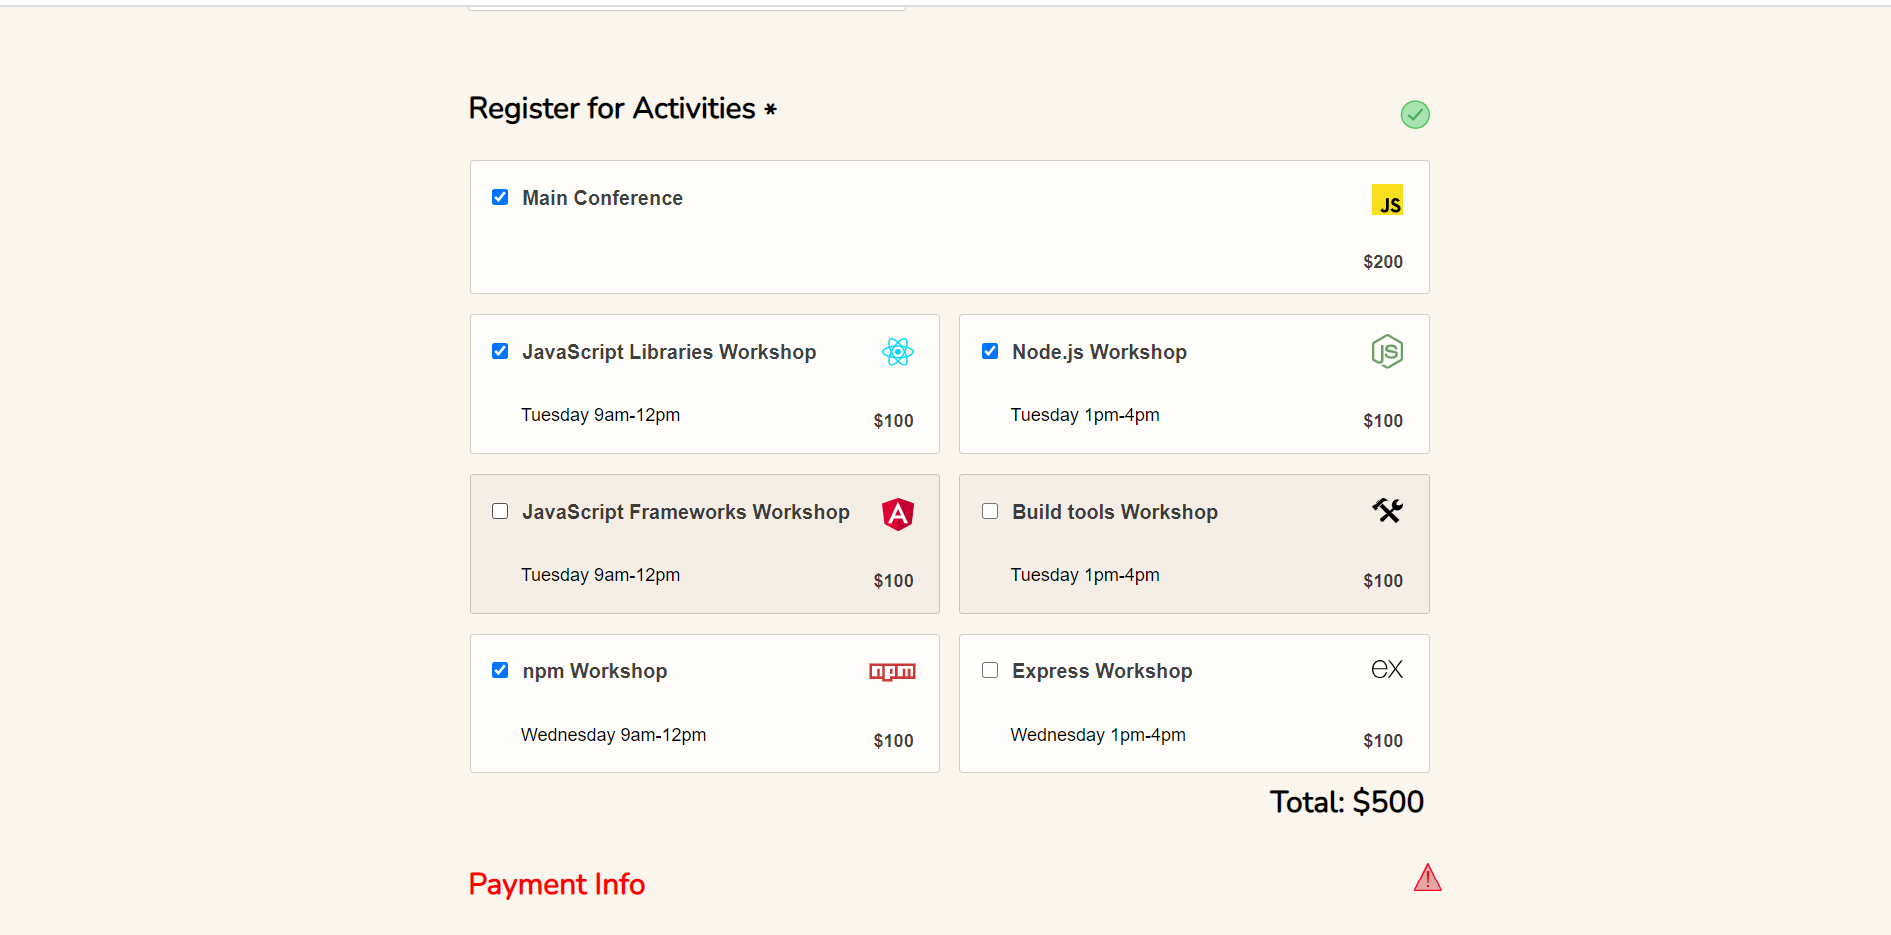 Register for Activities *
Main Conference
JS
$200
JavaScript Libraries Workshop
Tuesday 9am-12pm
$100
Node.js Workshop
JS
Tuesday 1pm-4pm
$100
JavaScript Frameworks Workshop
A
Tuesday 9am-12pm
$100
Build tools Workshop
Tuesday 1pm-4pm
$100
npm Workshop
npm
Wednesday 9am-12pm
$100
Express Workshop
ex
Wednesday 1pm-4pm
$100
Total: $500
Payment Info